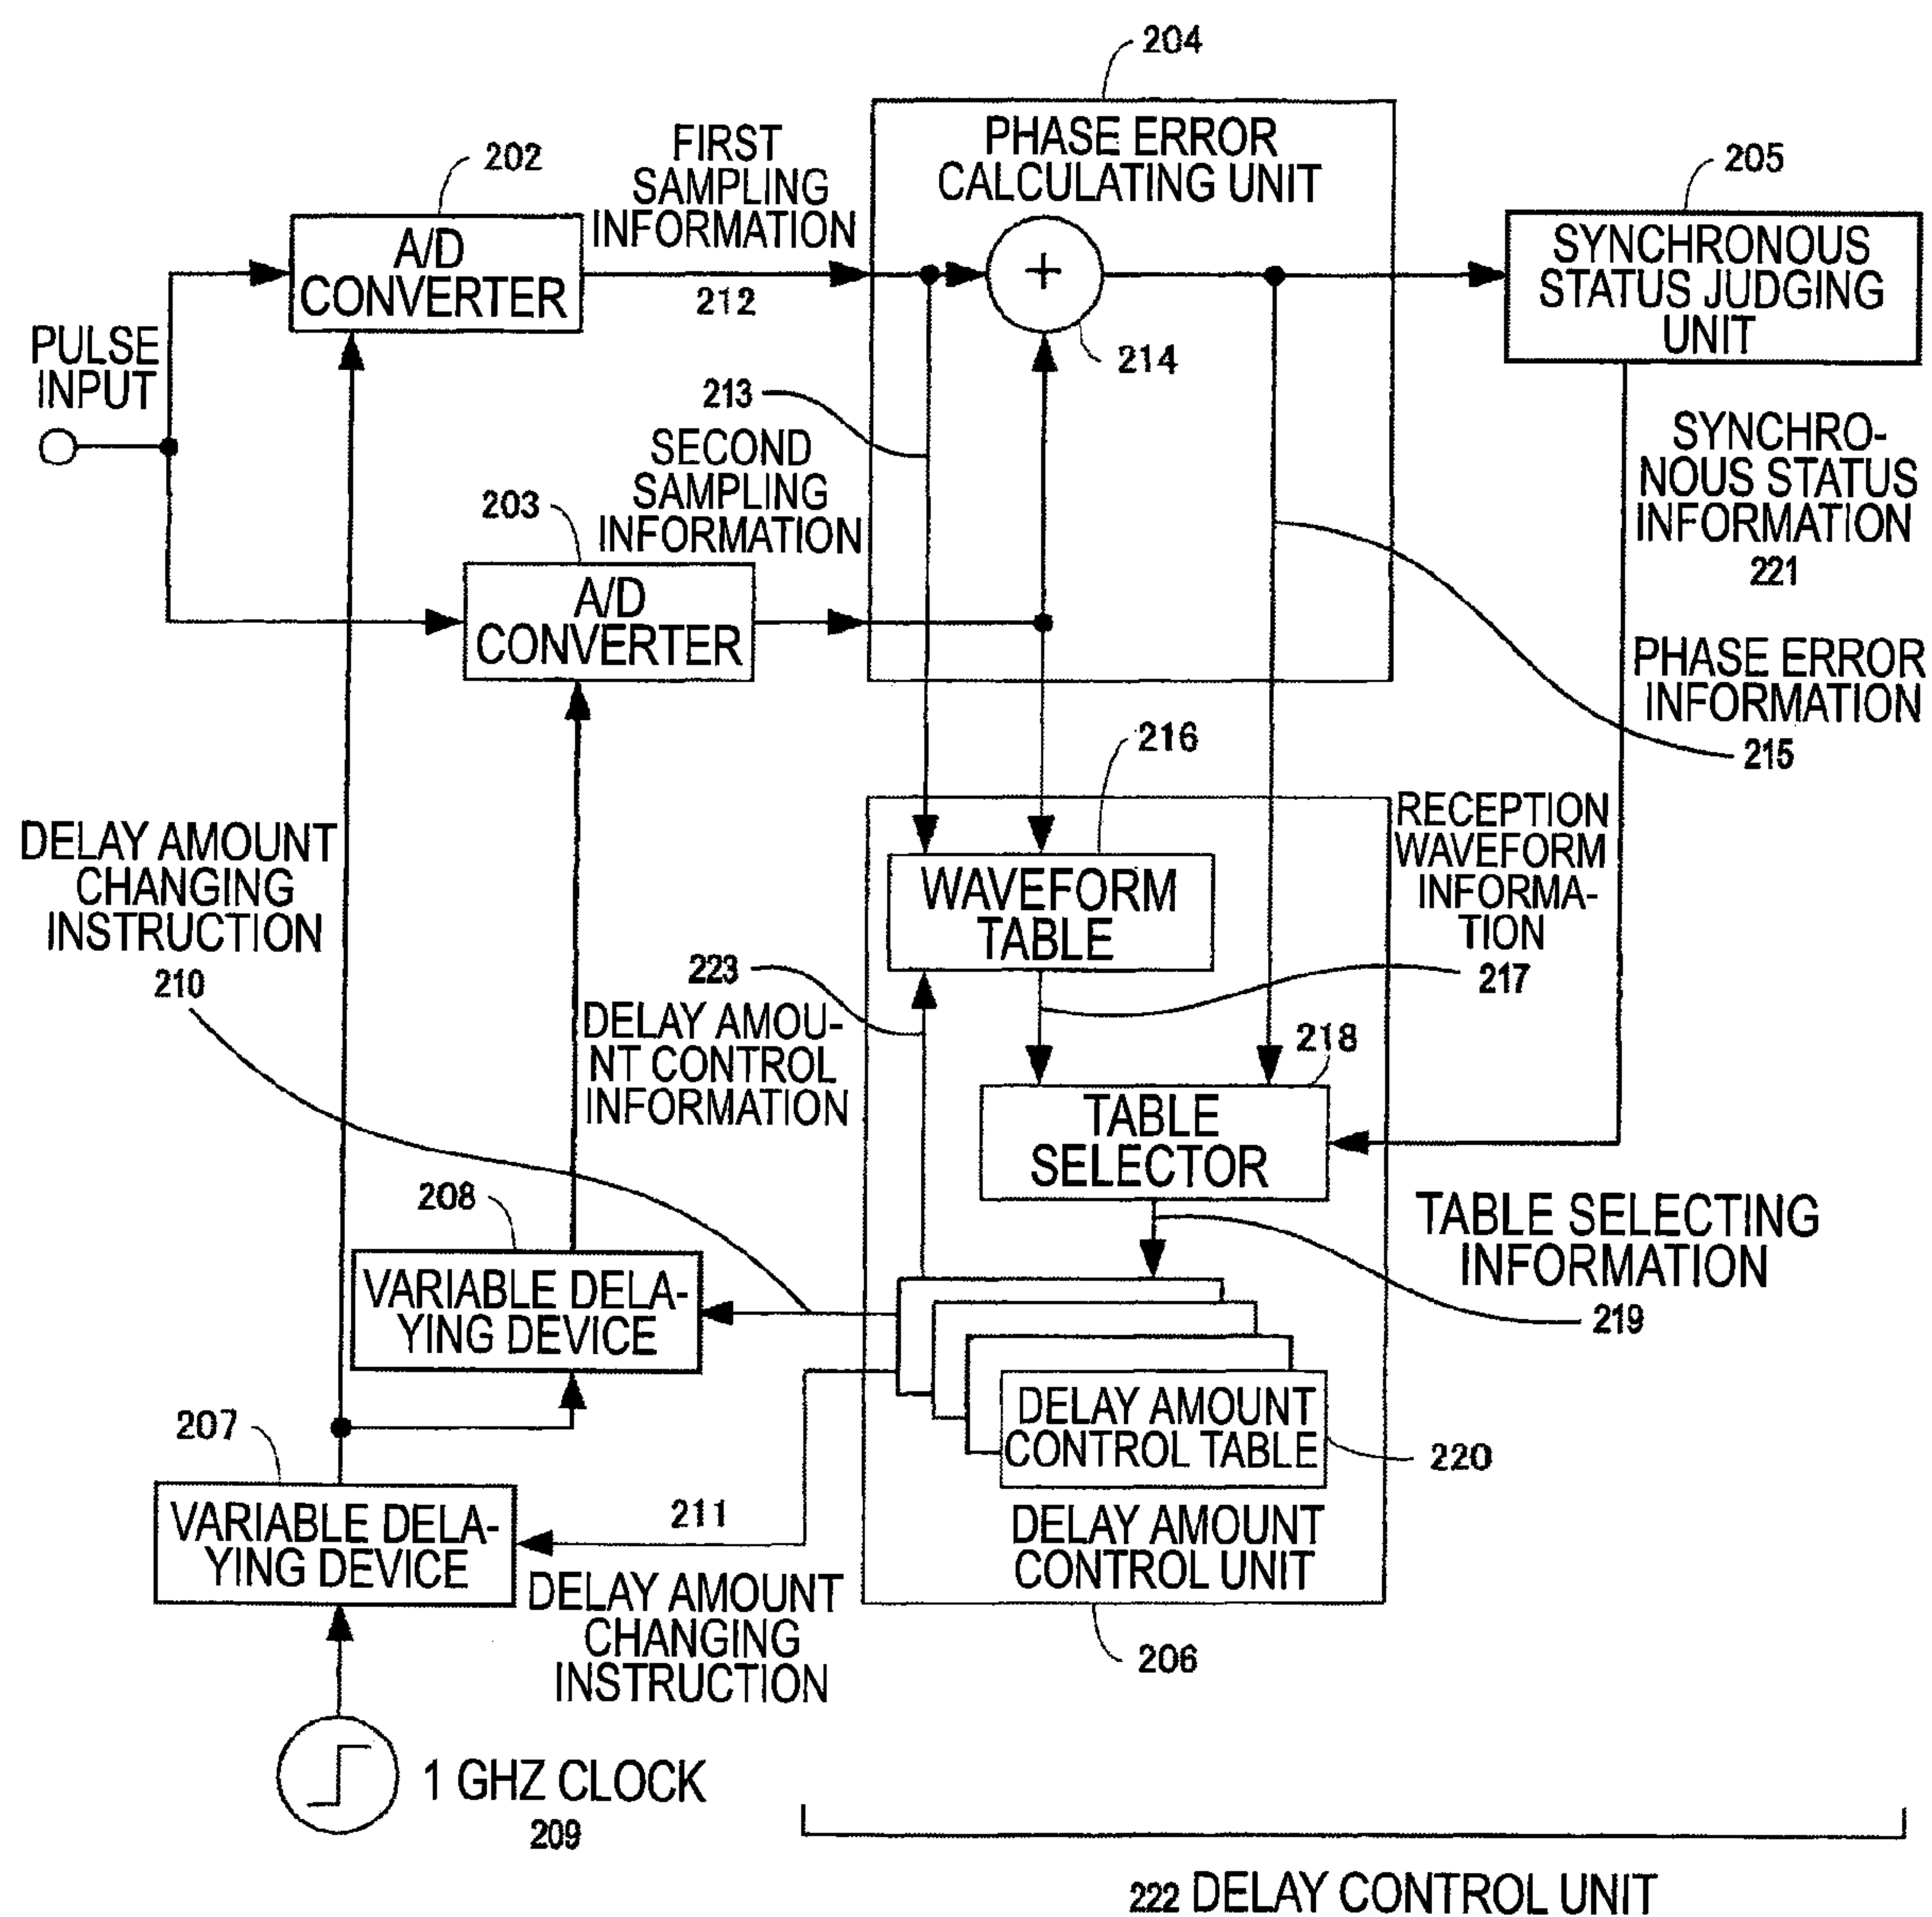 204
PHASE ERROR
CALCULATING UNIT
202
FIRST
SAMPLING
INFORMATION
205
A/D
CONVERTER
212
+
214
SYNCHRONOUS
STATUS JUDGING
UNIT
PULSE
INPUT
213
SECOND
SAMPLING
INFORMATION
203
A/D
CONVERTER
SYNCHRO-
NOUS STATUS
INFORMATION
221
PHASE ERROR
INFORMATION
215
216
WAVEFORM
TABLE
RECEPTION
WAVEFORM
INFORMA-
TION
217
DELAY AMOUNT
CHANGING
INSTRUCTION
210
223
DELAY AMOU-
NT CONTROL
INFORMATION
218
TABLE
SELECTOR
208
VARIABLE DELA-
YING DEVICE
TABLE SELECTING
INFORMATION
219
207
VARIABLE DELA-
YING DEVICE
211
DELAY AMOUNT
CHANGING
INSTRUCTION
DELAY AMOUNT
CONTROL TABLE
220
DELAY AMOUNT
CONTROL UNIT
206
1 GHZ CLOCK
209
222 DELAY CONTROL UNIT